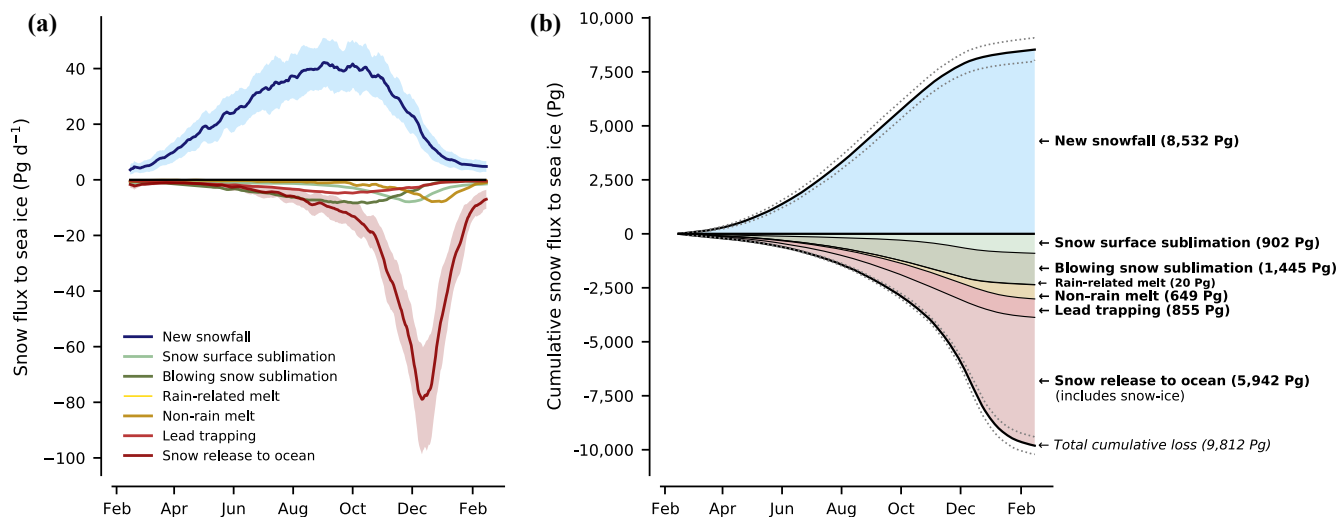 (a)
Snow flux to sea ice (Pg d⁻¹)
40
20
0
−20
−40
−60
−80
−100
New snowfall
Snow surface sublimation
Blowing snow sublimation
Rain-related melt
Non-rain melt
Lead trapping
Snow release to ocean
Feb Apr Jun Aug Oct Dec Feb
(b)
Cumulative snow flux to sea ice (Pg)
10,000
7,500
5,000
2,500
0
−2,500
−5,000
−7,500
−10,000
← New snowfall (8,532 Pg)
← Snow surface sublimation (902 Pg)
← Blowing snow sublimation (1,445 Pg)
← Rain-related melt (20 Pg)
← Non-rain melt (649 Pg)
← Lead trapping (855 Pg)
← Snow release to ocean (5,942 Pg)
(includes snow-ice)
← Total cumulative loss (9,812 Pg)
Feb Apr Jun Aug Oct Dec Feb